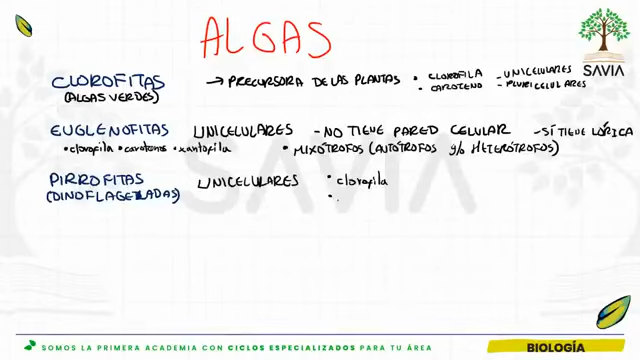 ALGAS
SAVIA
CLOROFITAS → PRECURSORA DE LAS PLANTAS • CLOROFILA – UNICELULARES
(ALGAS VERDES) • CAROTENO – PLURICELULARES
EUGLENOFITAS UNICELULARES – NO TIENE PARED CELULAR – SÍ TIENE LÓRICA
• clorofila • carotenos • xantofila • MIXÓTROFOS (AUTÓTROFOS y/o HETERÓTROFOS)
PIRROFITAS UNICELULARES • clorofila
(DINOFLAGELADAS) •
SOMOS LA PRIMERA ACADEMIA CON CICLOS ESPECIALIZADOS PARA TU ÁREA
BIOLOGÍA